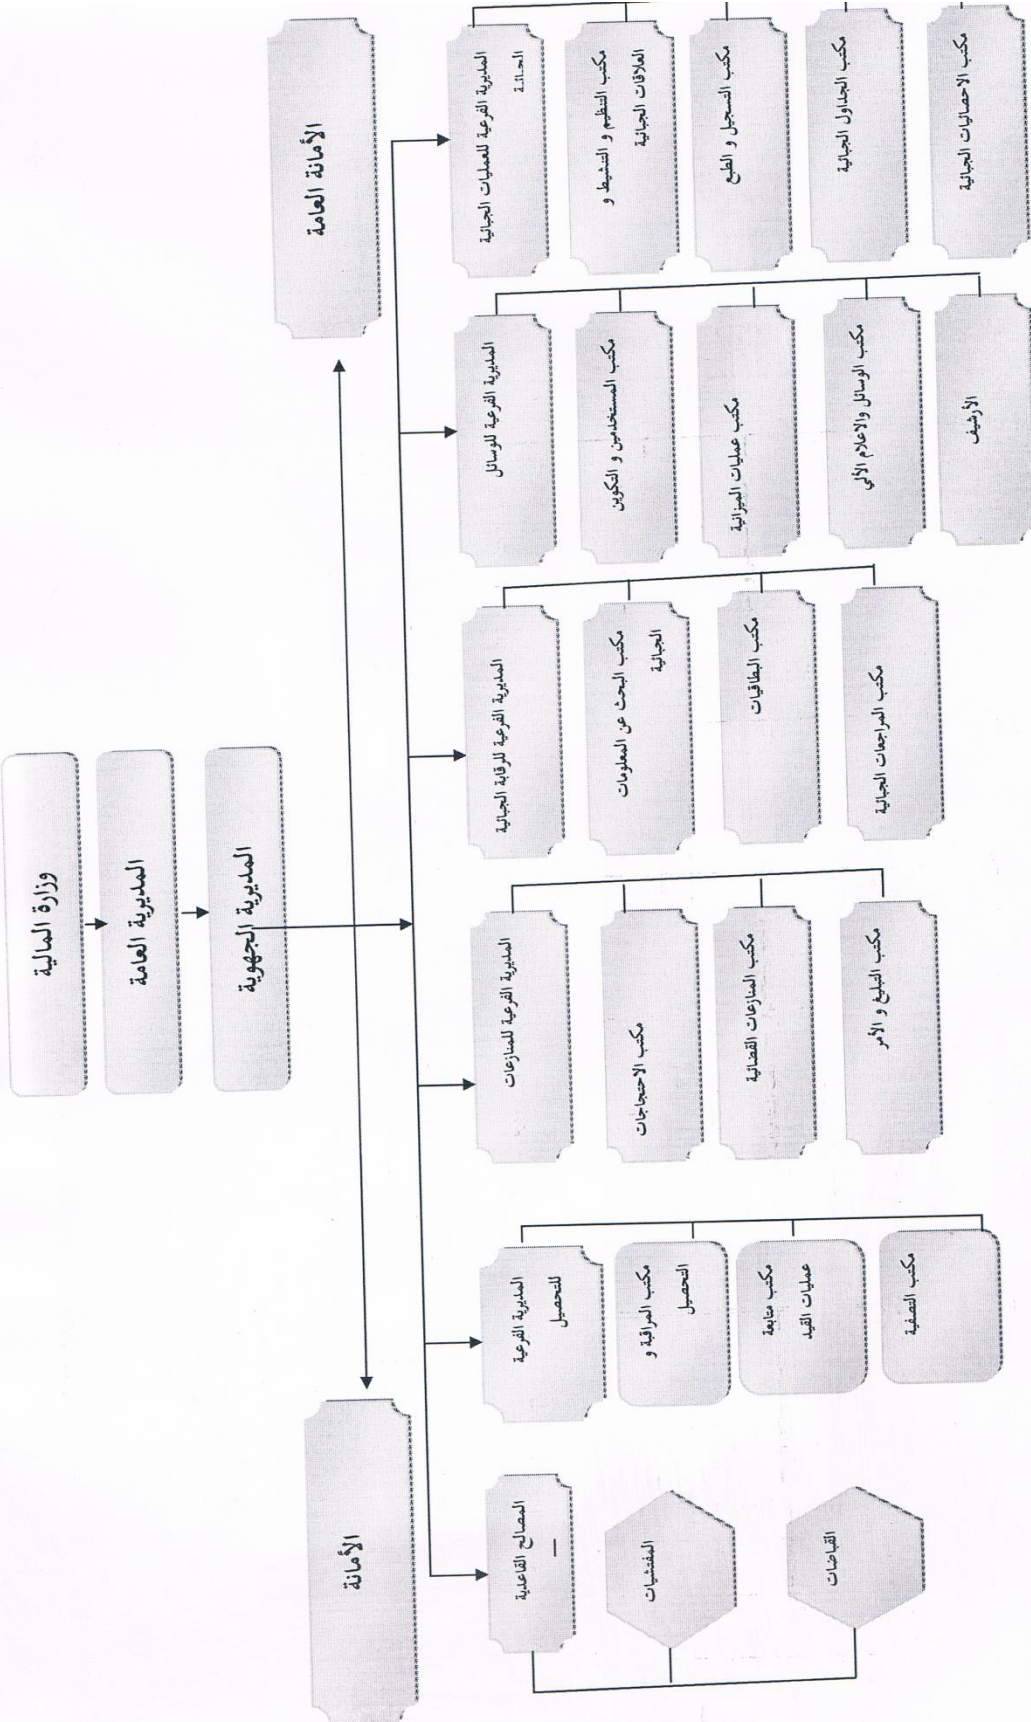 وزارة المالية
المديرية العامة
المديرية الجهوية
الأمانة العامة
الأمانة
المديرية الفرعية للعمليات الجبائية
مكتب التنظيم و التنشيط و
العلاقات الجبائية
مكتب التسجيل و الطبع
مكتب الجداول الجبائية
مكتب الاحصائيات الجبائية
المديرية الفرعية للوسائل
مكتب المستخدمين و التكوين
مكتب عمليات الميزانية
مكتب الوسائل والاعلام الألي
الأرشيف
المديرية الفرعية للرقابة الجبائية
مكتب البحث عن المعلومات
الجبائية
مكتب البطاقيات
مكتب المراجعات الجبائية
المديرية الفرعية للمنازعات
مكتب الاحتجاجات
مكتب المنازعات القضائية
مكتب التبليغ و الأمر
المديرية الفرعية
للتحصيل
مكتب المراقبة و
التحصيل
مكتب متابعة
عمليات القيد
مكتب التصفية
المصالح القاعدية
المفتشيات
القباضات